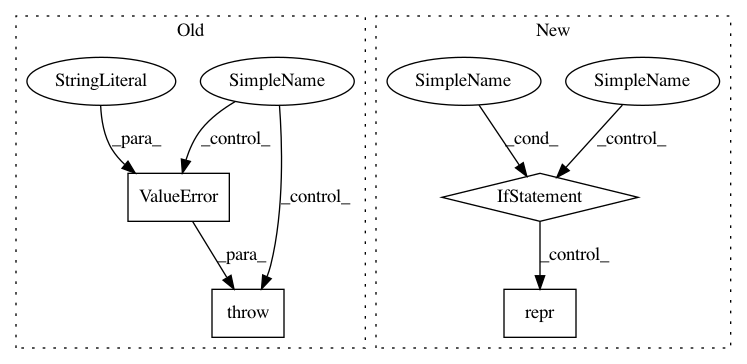 Old
New
StringLiteral
SimpleName
SimpleName
SimpleName
_para_
_control_
_cond_
_control_
ValueError
_control_
IfStatement
_para_
_control_
throw
repr